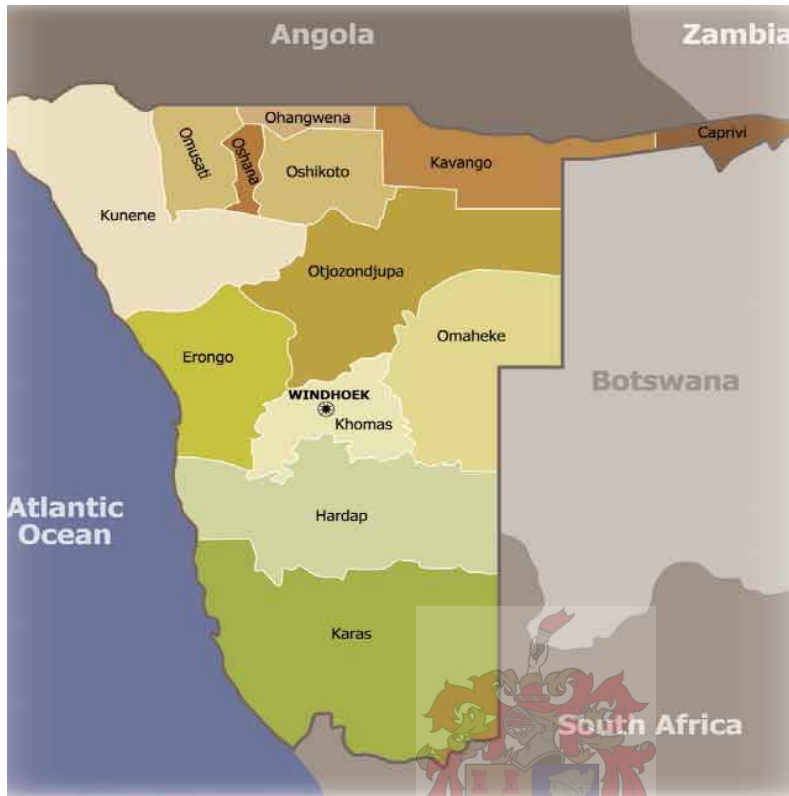 Angola
Zambia
Ohangwena
Caprivi
Omusati
Oshana
Oshikoto
Kavango
Kunene
Otjozondjupa
Omaheke
Erongo
Botswana
WINDHOEK
Khomas
Atlantic
Ocean
Hardap
Karas
South Africa